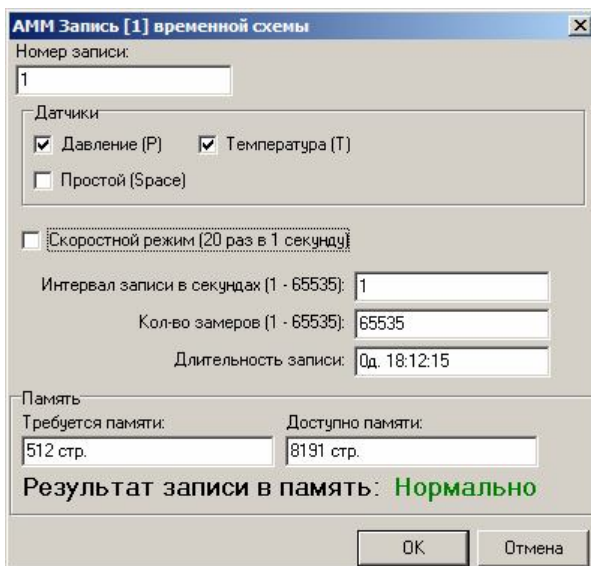 АММ Запись [1] временной схемы
Номер записи:
1
Датчики
Давление (P) Температура (T)
Простой (Space)
Скоростной режим (20 раз в 1 секунду)
Интервал записи в секундах (1 - 65535): 1
Кол-во замеров (1 - 65535): 65535
Длительность записи: 0д. 18:12:15
Память
Требуется памяти: Доступно памяти:
512 стр. 8191 стр.
Результат записи в память: Нормально
OK Отмена